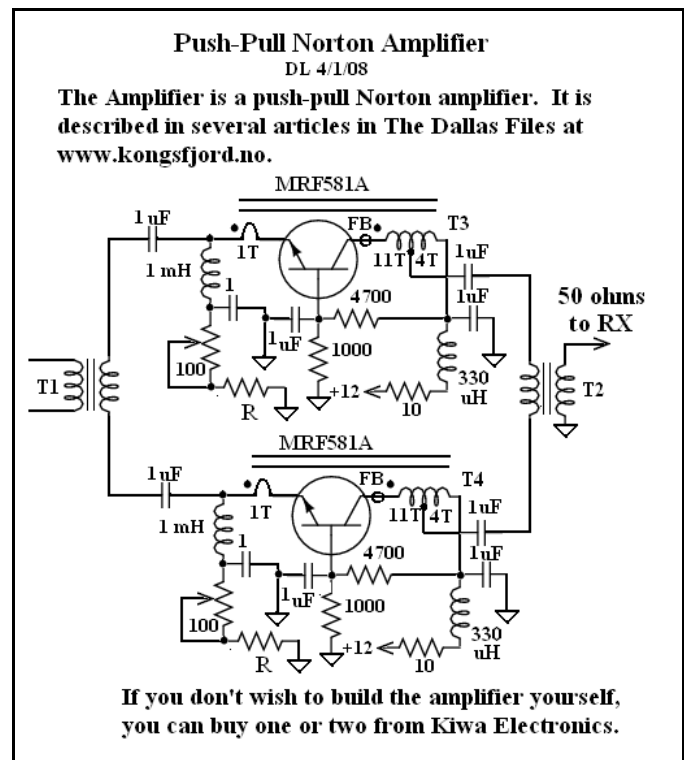 Push-Pull Norton Amplifier
DL 4/1/08
The Amplifier is a push-pull Norton amplifier. It is
described in several articles in The Dallas Files at
www.kongsfjord.no.
MRF581A
1 uF
1T
FB
T3
11T 4T
1uF
1 mH
1
4700
1uF
50 ohms
to RX
1uF
100
1000
T1
T2
+12
10
330
uH
R
MRF581A
1 uF
1T
FB
T4
11T 4T
1uF
1 mH
1
4700
1uF
1uF
100
1000
+12
10
330
uH
R
If you don't wish to build the amplifier yourself,
you can buy one or two from Kiwa Electronics.